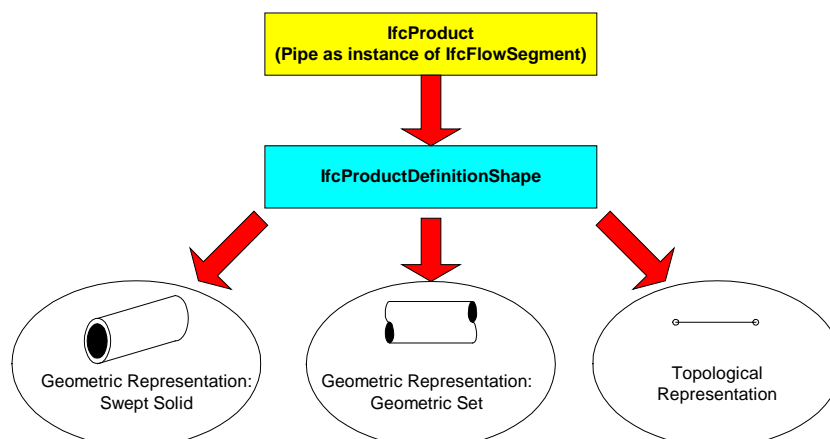 IfcProduct
(Pipe as instance of IfcFlowSegment)
IfcProductDefinitionShape
Geometric Representation:
Swept Solid
Geometric Representation:
Geometric Set
Topological
Representation